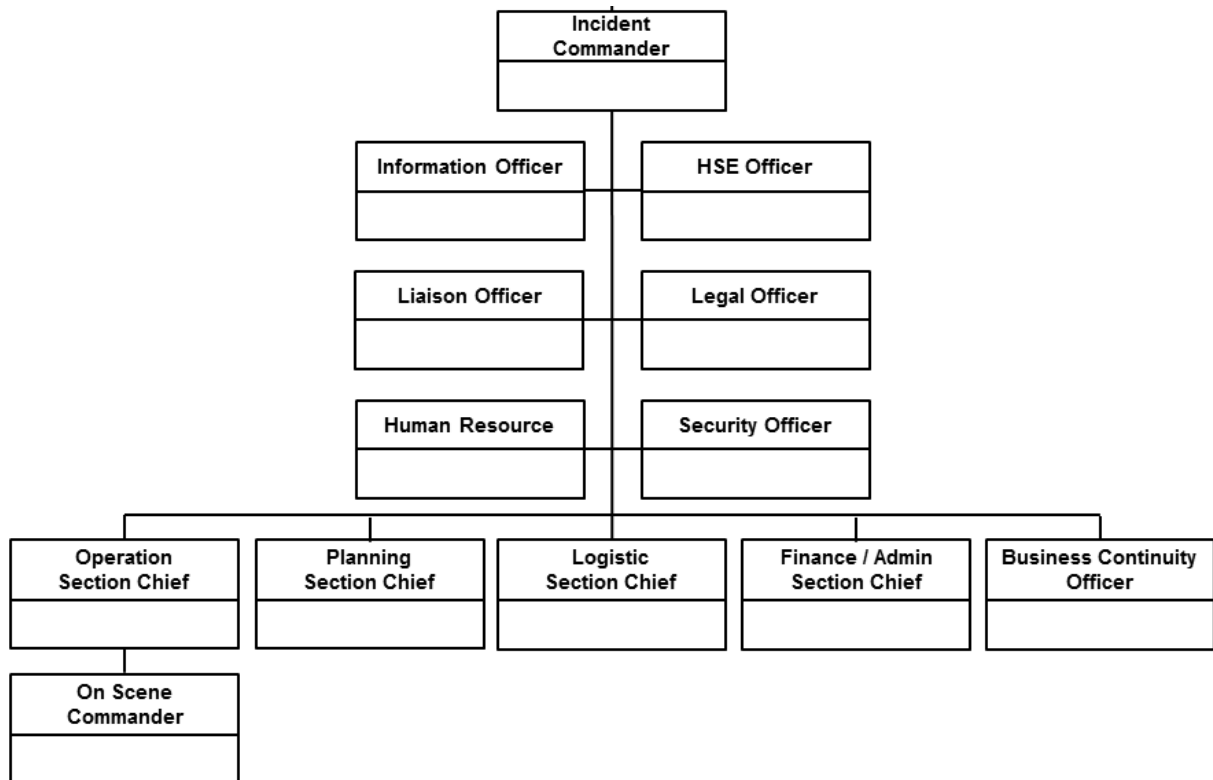 Incident
Commander
Information Officer
HSE Officer
Liaison Officer
Legal Officer
Human Resource
Security Officer
Operation
Section Chief
Planning
Section Chief
Logistic
Section Chief
Finance / Admin
Section Chief
Business Continuity
Officer
On Scene
Commander